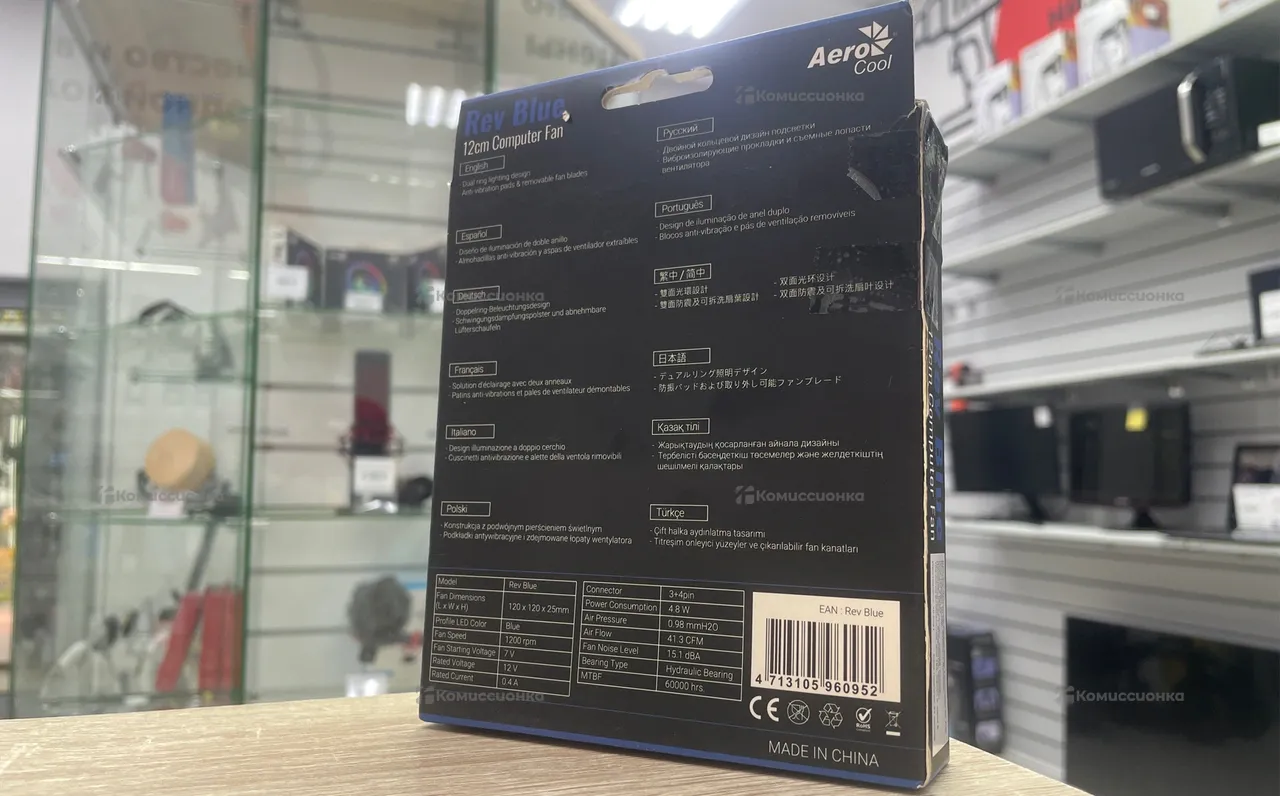 Aero
Cool
Rev Blue
12cm Computer Fan
English
Dual ring lighting design
Anti-vibration pads & removable fan blades
Español
- Diseño de iluminación de doble anillo
- Almohadillas anti-vibración y aspas de ventilador extraíbles
Deutsch
- Doppelring-Beleuchtungsdesign
- Schwingungsdämpfungspolster und abnehmbare
Lüfterschaufeln
Français
- Solution d'éclairage avec deux anneaux
- Patins anti-vibrations et pales de ventilateur démontables
Italiano
- Design illuminazione a doppio cerchio
- Cuscinetti antivibrazione e alette della ventola rimovibili
Polski
- Konstrukcja z podwójnym pierścieniem świetlnym
- Podkładki antywibracyjne i zdejmowane łopaty wentylatora
Русский
- Двойной кольцевой дизайн подсветки
- Виброизолирующие прокладки и съемные лопасти
вентилятора
Português
- Design de iluminação de anel duplo
- Blocos anti-vibração e pás de ventilação removíveis
繁中 / 简中
- 雙面光環設計
- 雙面防震及可拆洗扇葉設計
- 双面光环设计
- 双面防震及可拆洗扇叶设计
日本語
- デュアルリング照明デザイン
- 防振パッドおよび取り外し可能ファンブレード
Қазақ тілі
- Жарықтаудың қосарланған айнала дизайны
- Тербелісті бәсеңдеткіш төсемелер және желдеткіштің
шешілмелі қалақтары
Türkçe
- Çift halka aydınlatma tasarımı
- Titreşim önleyici yüzeyler ve çıkarılabilir fan kanatları
Model Rev Blue
Fan Dimensions (L x W x H) 120 x 120 x 25mm
Profile LED Color Blue
Fan Speed 1200 rpm
Fan Starting Voltage 7 V
Rated Voltage 12 V
Rated Current 0.4 A
Connector 3+4pin
Power Consumption 4.8 W
Air Pressure 0.98 mmH2O
Air Flow 41.3 CFM
Fan Noise Level 15.1 dBA
Bearing Type Hydraulic Bearing
MTBF 60000 hrs.
EAN : Rev Blue
4 713105 960952
CE
RoHS
MADE IN CHINA
12cm Computer Fan
Комиссионка
Комиссионка
Комиссионка
Комиссионка
Комиссионка
Комиссионка
Комиссионка